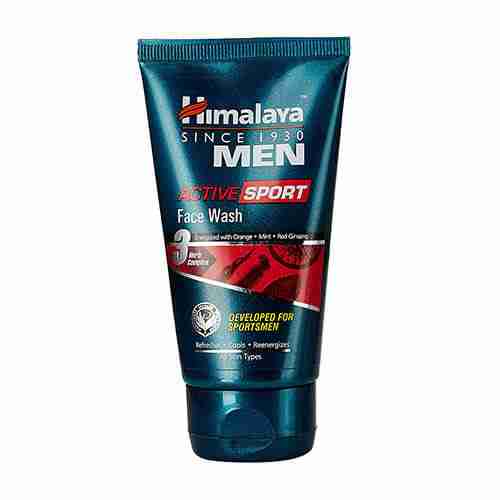 Himalaya
SINCE 1930
MEN
ACTIVE SPORT
Face Wash
Energized with Orange • Mint • Red Ginseng
3 Herb
Complex
DEVELOPED FOR
SPORTSMEN
Refreshes • Cools • Reenergizes
All Skin Types